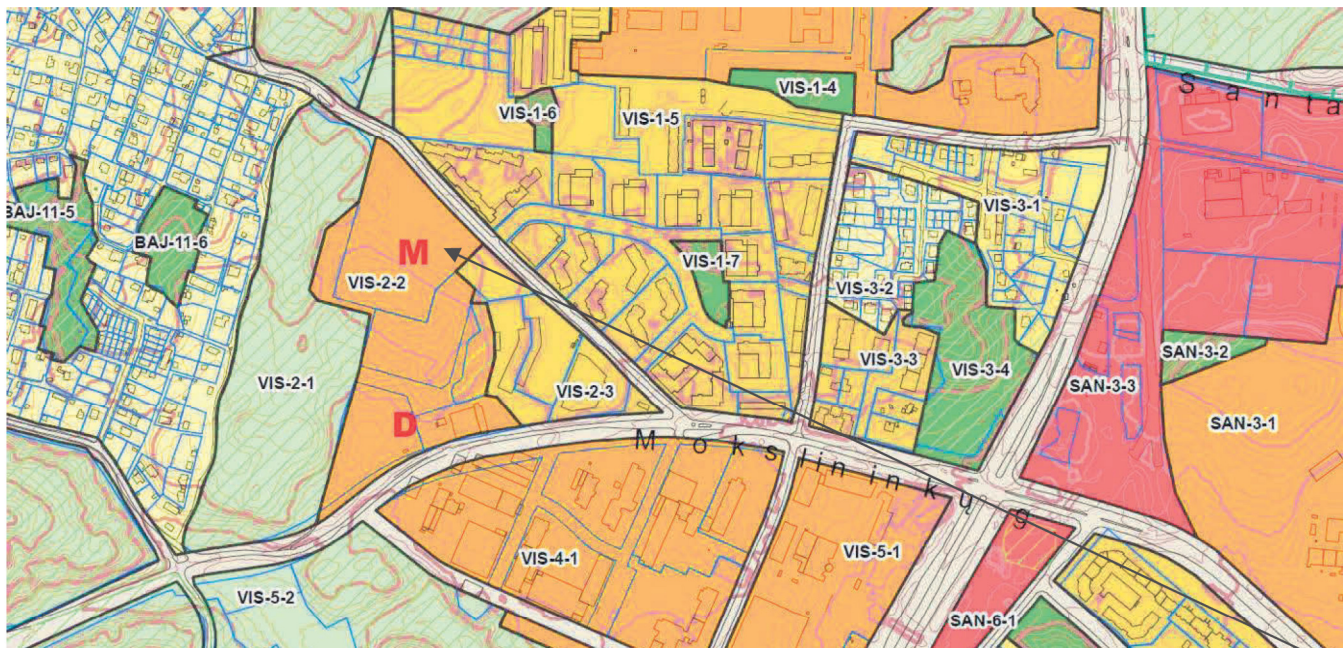 VIS-1-4
S a n t a
VIS-1-6
VIS-1-5
VIS-3-1
BAJ-11-5
BAJ-11-6
M
VIS-1-7
VIS-2-2
VIS-3-2
SAN-3-2
VIS-3-3
VIS-3-4
SAN-3-3
VIS-2-1
VIS-2-3
SAN-3-1
D
M o k s l i n i n k ų g
VIS-4-1
VIS-5-1
VIS-5-2
SAN-6-1